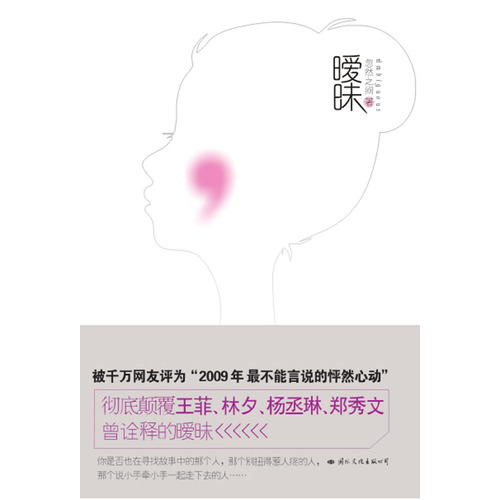 暧昧
ambiguous
忽然之间 著
被千万网友评为“2009年 最不能言说的怦然心动”
彻底颠覆王菲、林夕、杨丞琳、郑秀文
曾诠释的暧昧<<<<<<
你是否也在寻找故事中的那个人，那个别扭得惹人疼的人，
那个说小手牵小手一起走下去的人……
国际文化出版公司